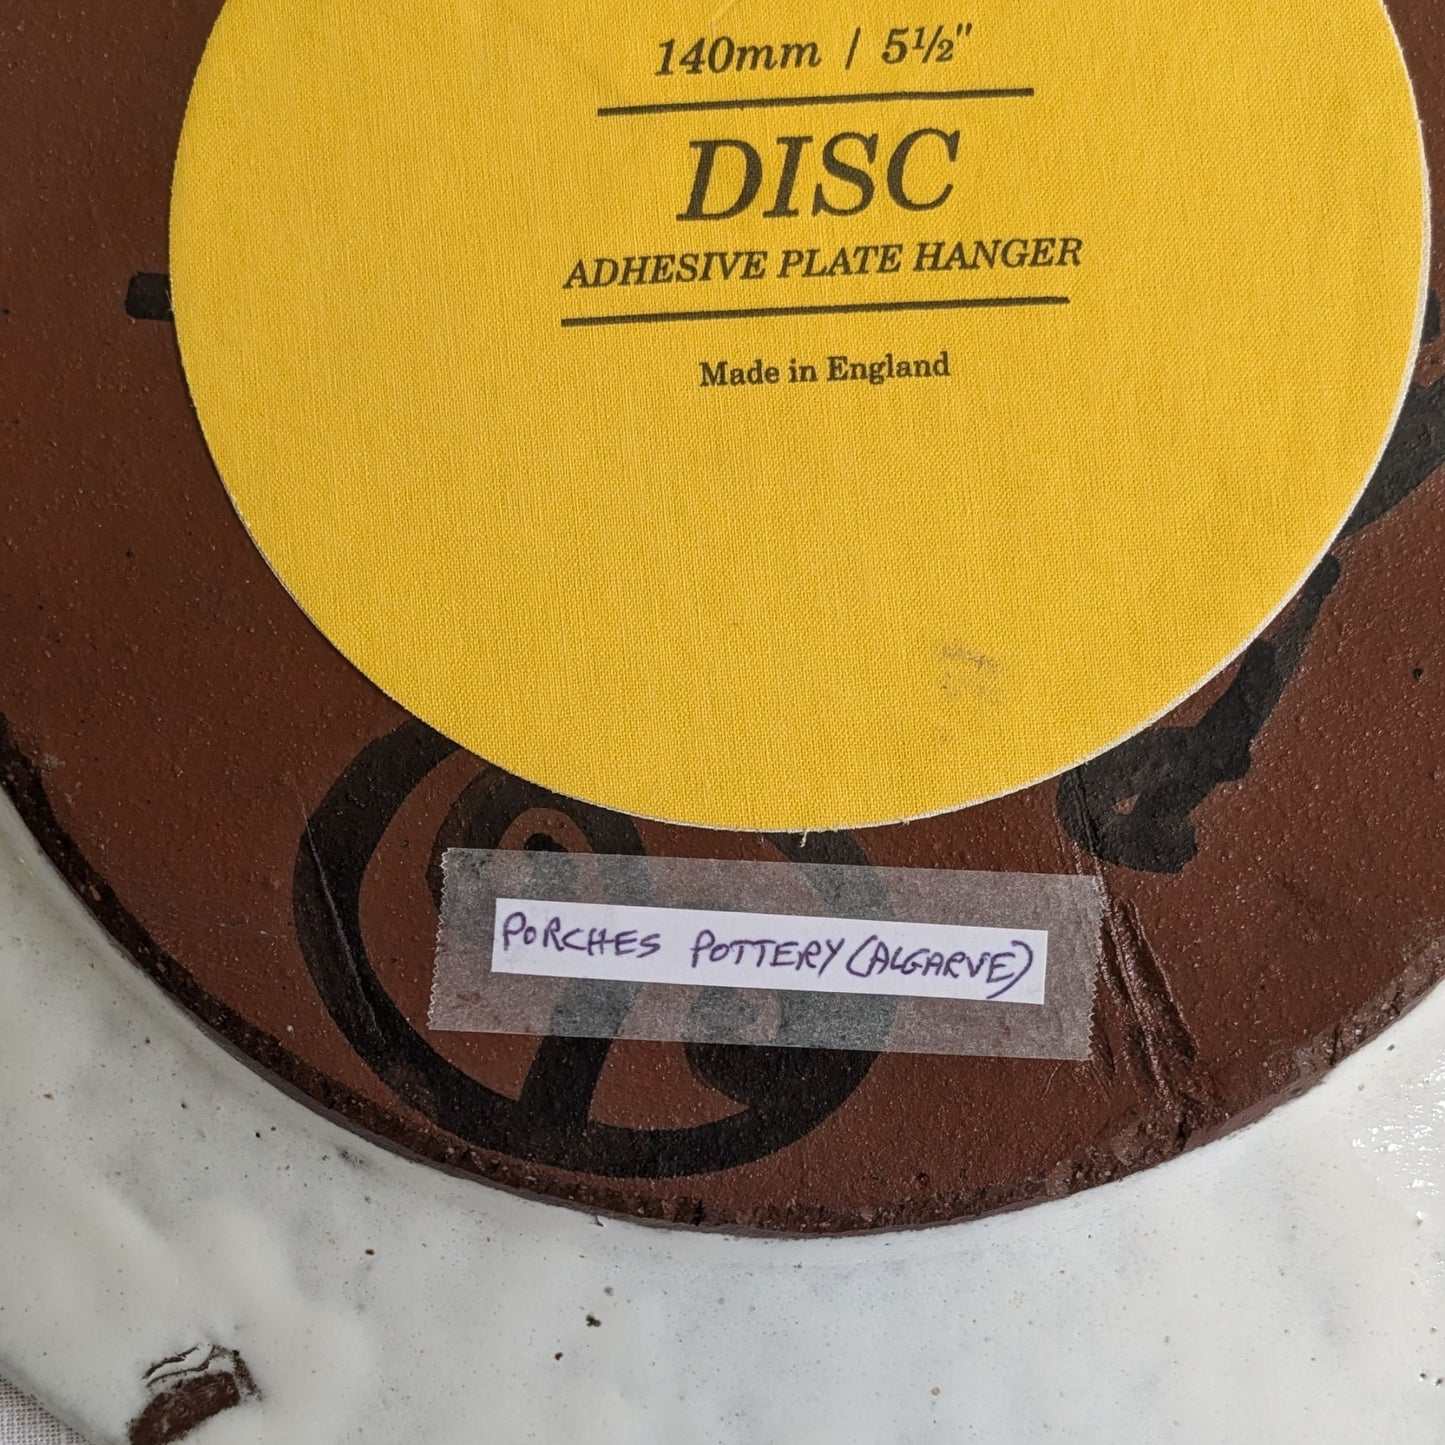 140mm / 5½"
DISC
ADHESIVE PLATE HANGER
Made in England
PORCHES POTTERY (ALGARVE)